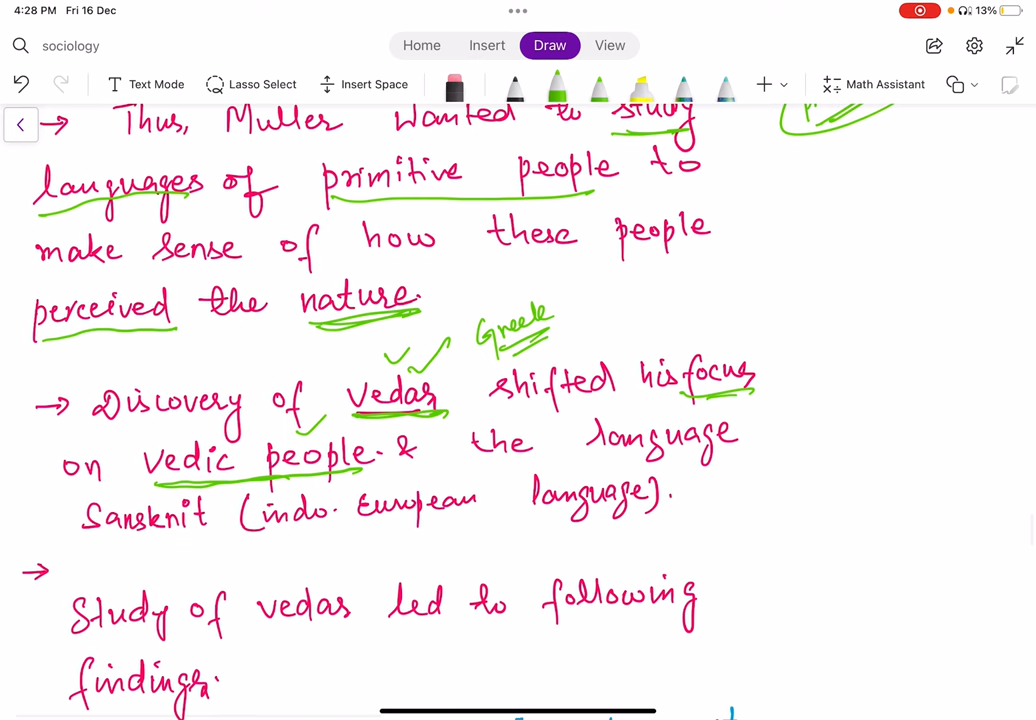 4:28 PM Fri 16 Dec
13%
sociology
Home Insert Draw View
Text Mode Lasso Select Insert Space Math Assistant
→ Thus, Muller wanted to study
languages of primitive people to
make sense of how these people
perceived the nature.
Greek
→ Discovery of vedas shifted his focus
on vedic people. & the language
Sanskrit (indo. European language).
→
Study of vedas led to following
findings.